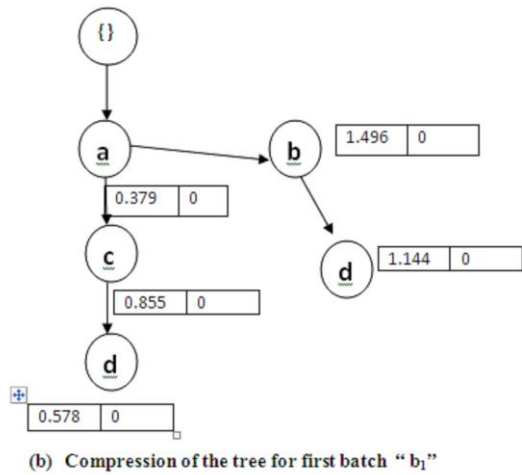 {}
a
b
1.496 0
0.379 0
c
d
1.144 0
0.855 0
d
0.578 0
(b) Compression of the tree for first batch “ b₁”